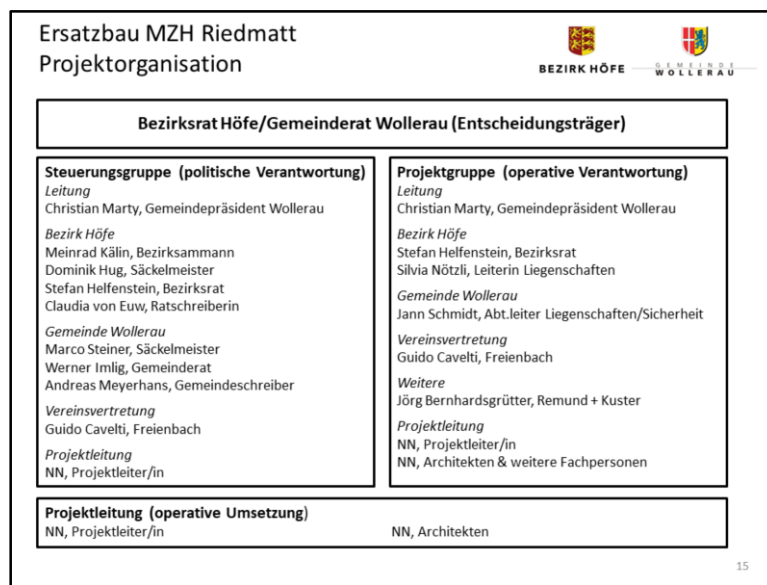 Ersatzbau MZH Riedmatt
Projektorganisation
BEZIRK HÖFE
GEMEINDE
WOLLERAU
Bezirksrat Höfe/Gemeinderat Wollerau (Entscheidungsträger)
Steuerungsgruppe (politische Verantwortung)
Leitung
Christian Marty, Gemeindepräsident Wollerau
Bezirk Höfe
Meinrad Kälin, Bezirksammann
Dominik Hug, Säckelmeister
Stefan Helfenstein, Bezirksrat
Claudia von Euw, Ratschreiberin
Gemeinde Wollerau
Marco Steiner, Säckelmeister
Werner Imlig, Gemeinderat
Andreas Meyerhans, Gemeindeschreiber
Vereinsvertretung
Guido Cavelti, Freienbach
Projektleitung
NN, Projektleiter/in
Projektgruppe (operative Verantwortung)
Leitung
Christian Marty, Gemeindepräsident Wollerau
Bezirk Höfe
Stefan Helfenstein, Bezirksrat
Silvia Nötzli, Leiterin Liegenschaften
Gemeinde Wollerau
Jann Schmidt, Abt.leiter Liegenschaften/Sicherheit
Vereinsvertretung
Guido Cavelti, Freienbach
Weitere
Jörg Bernhardsgrütter, Remund + Kuster
Projektleitung
NN, Projektleiter/in
NN, Architekten & weitere Fachpersonen
Projektleitung (operative Umsetzung)
NN, Projektleiter/in
NN, Architekten
15